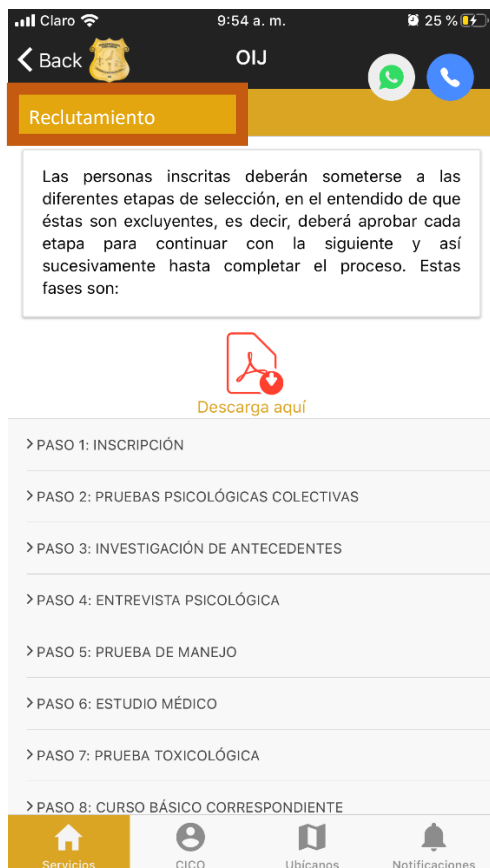 Claro 9:54 a. m. 25 %
Back OIJ
Reclutamiento
Las personas inscritas deberán someterse a las
diferentes etapas de selección, en el entendido de que
éstas son excluyentes, es decir, deberá aprobar cada
etapa para continuar con la siguiente y así
sucesivamente hasta completar el proceso. Estas
fases son:
Descarga aquí
PASO 1: INSCRIPCIÓN
PASO 2: PRUEBAS PSICOLÓGICAS COLECTIVAS
PASO 3: INVESTIGACIÓN DE ANTECEDENTES
PASO 4: ENTREVISTA PSICOLÓGICA
PASO 5: PRUEBA DE MANEJO
PASO 6: ESTUDIO MÉDICO
PASO 7: PRUEBA TOXICOLÓGICA
PASO 8: CURSO BÁSICO CORRESPONDIENTE
Servicios CICO Ubícanos Notificaciones